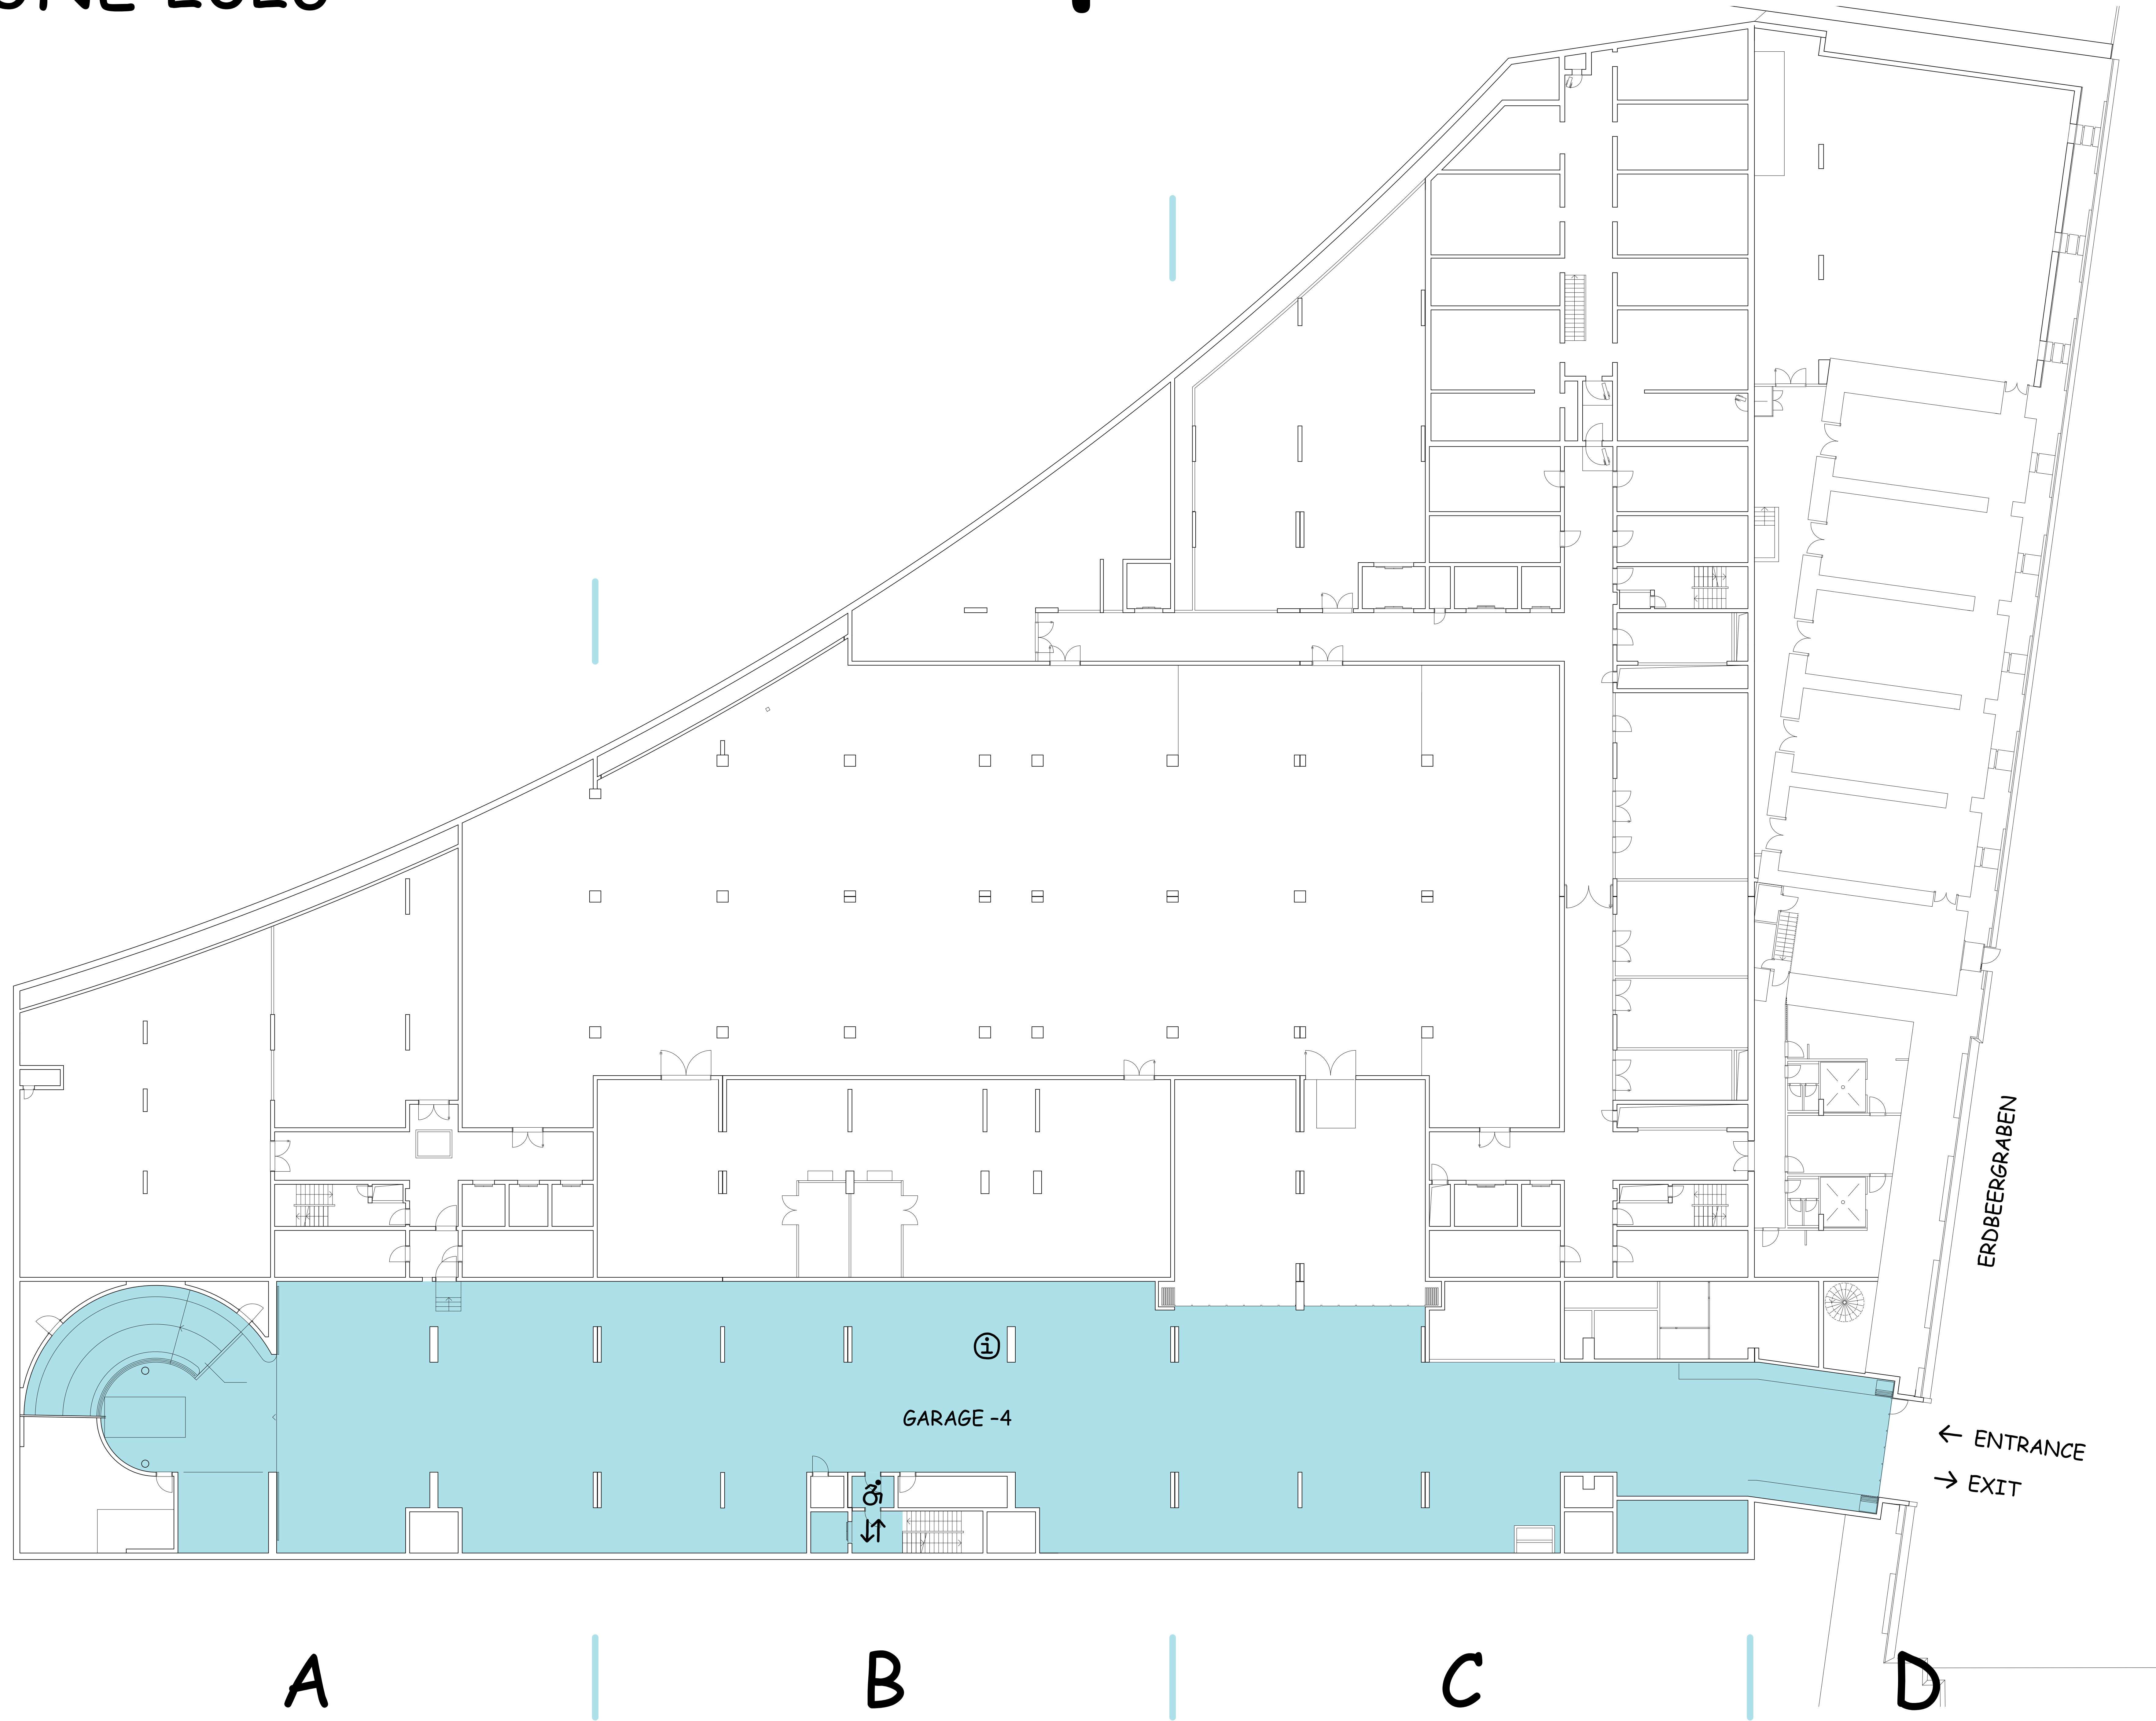 ERDBEERGRABEN
GARAGE -4
← ENTRANCE
→ EXIT
A B C D